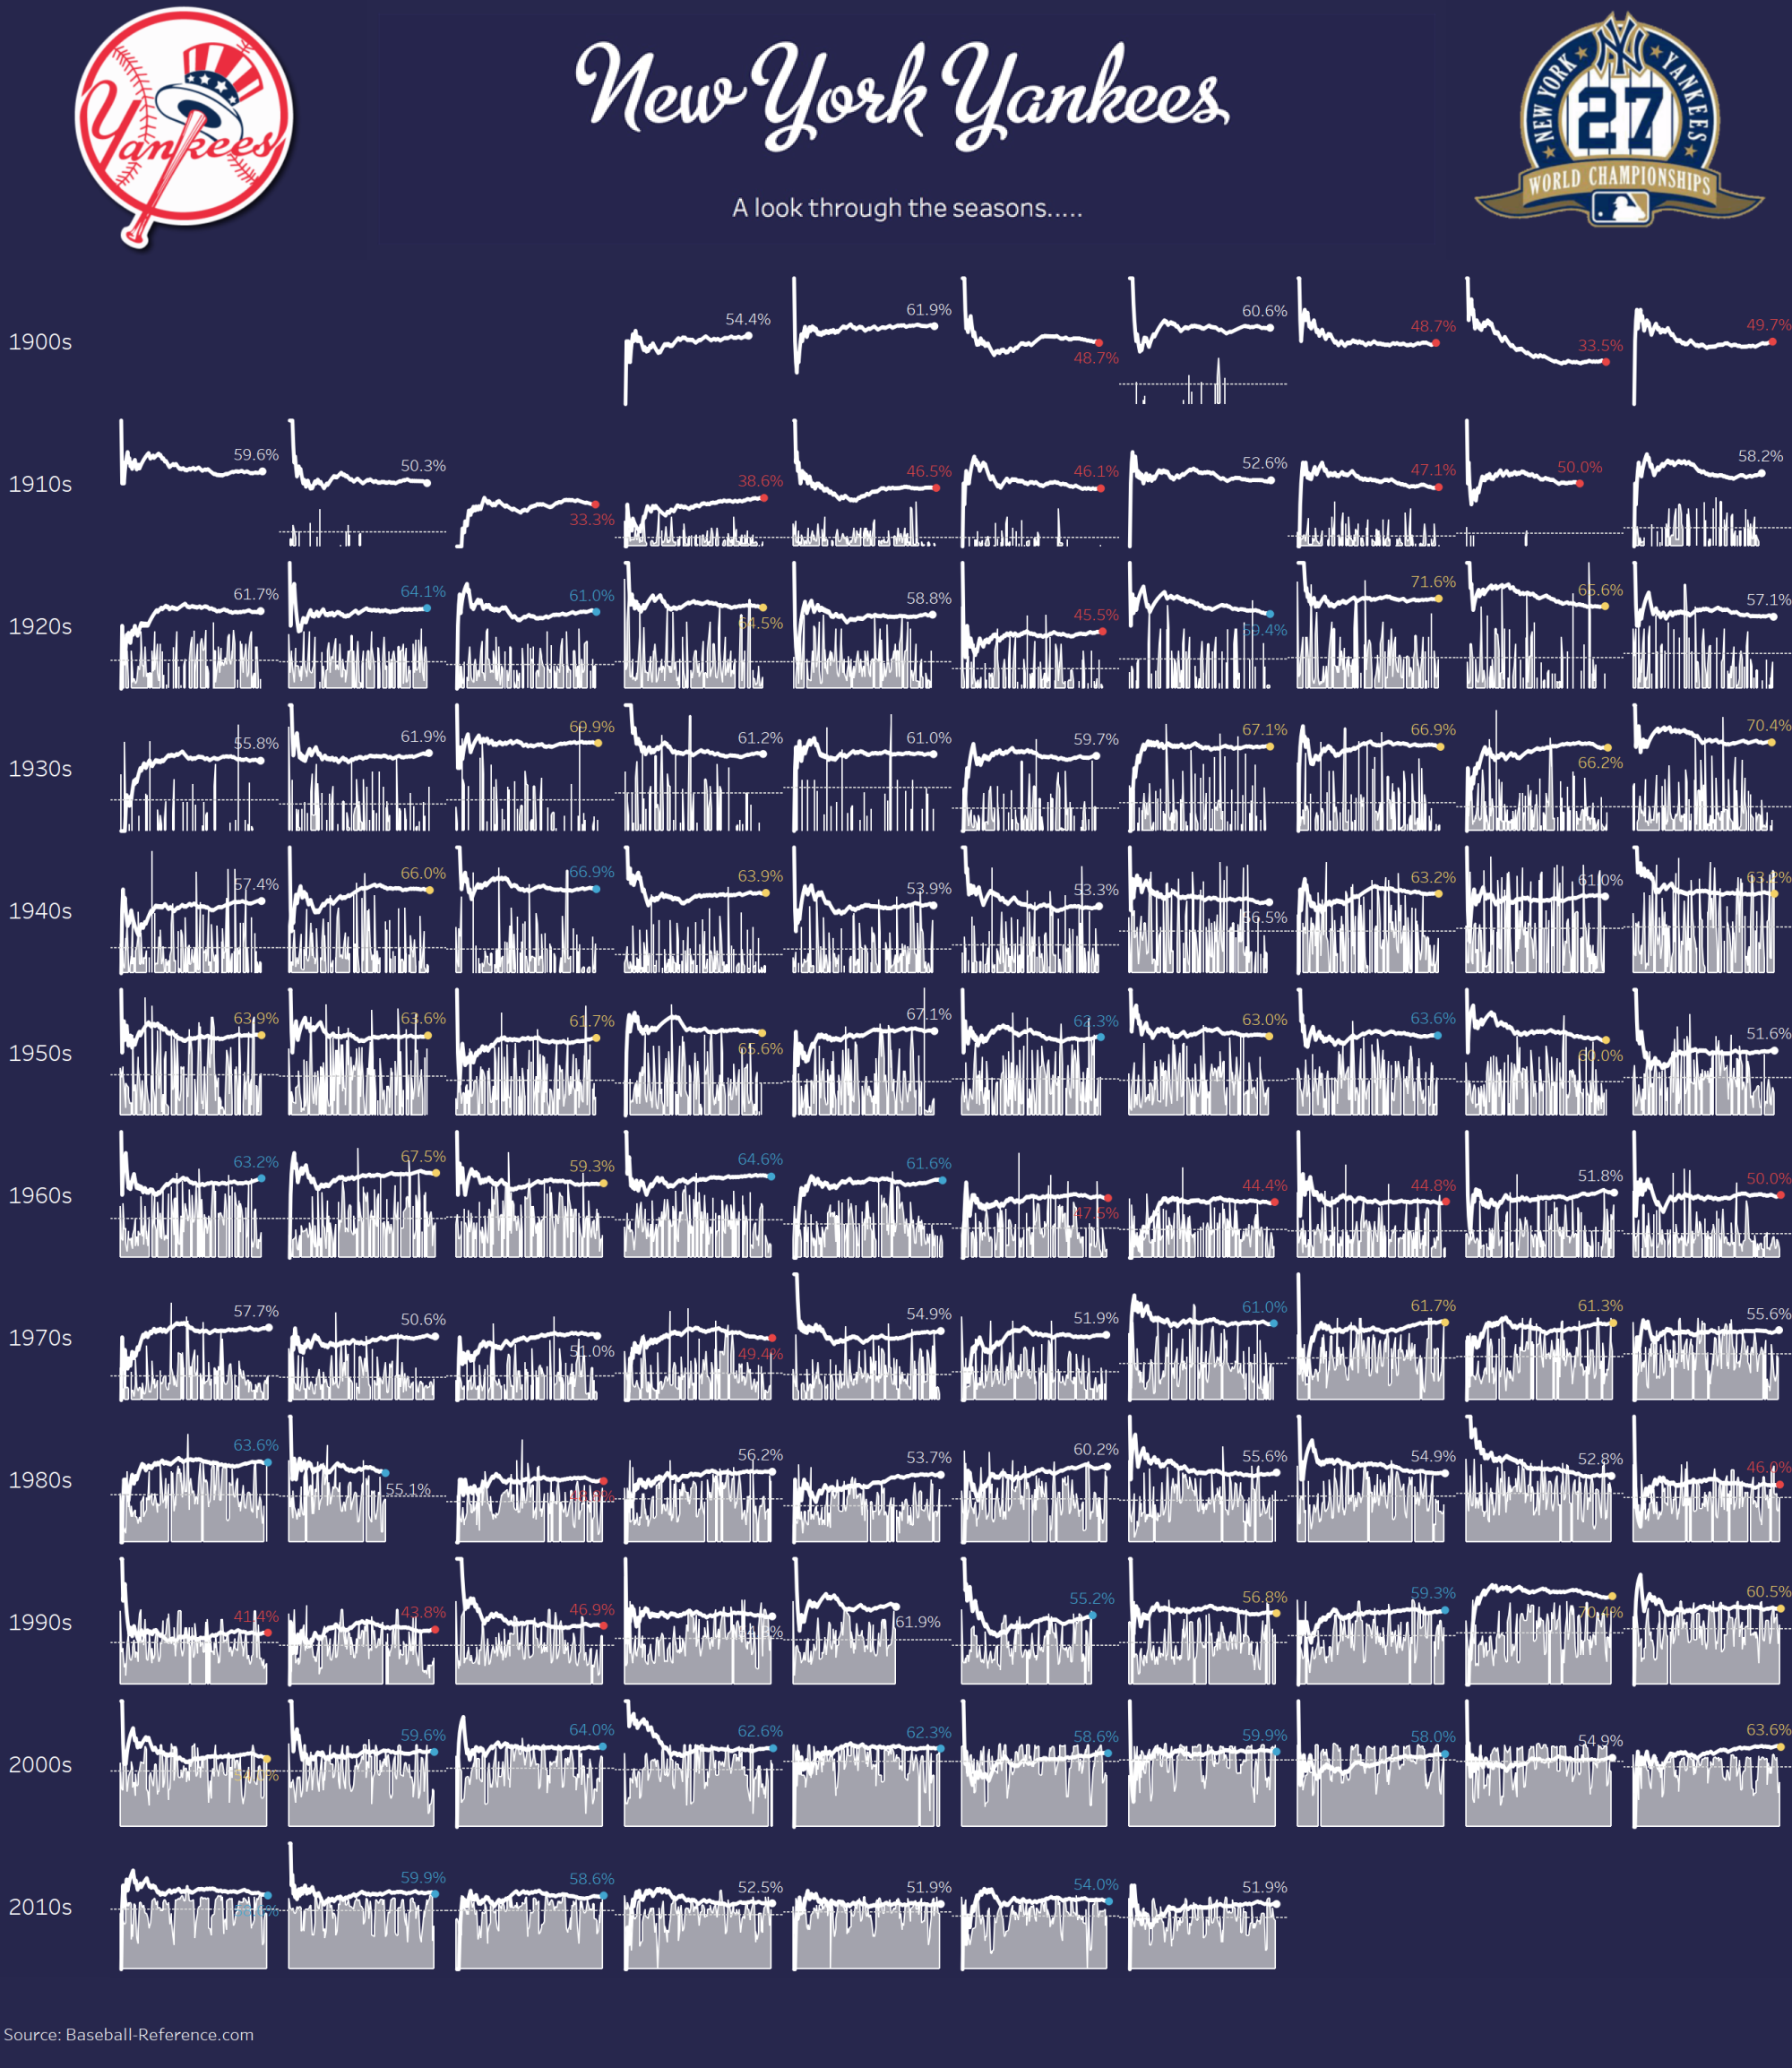 Yankees
New York Yankees
A look through the seasons.....
NEW YORK YANKEES
27
WORLD CHAMPIONSHIPS
1900s 54.4% 61.9% 48.7% 60.6% 48.7% 33.5% 49.7%
1910s 59.6% 50.3% 33.3% 38.6% 46.5% 46.1% 52.6% 47.1% 50.0% 58.2%
1920s 61.7% 64.1% 61.0% 64.5% 58.8% 45.5% 59.4% 71.6% 65.6% 57.1%
1930s 55.8% 61.9% 69.9% 61.2% 61.0% 59.7% 67.1% 66.9% 66.2% 70.4%
1940s 57.4% 66.0% 66.9% 63.9% 53.9% 53.3% 56.5% 63.2% 61.0% 63.2%
1950s 63.9% 63.6% 61.7% 65.6% 67.1% 62.3% 63.0% 63.6% 60.0% 51.6%
1960s 63.2% 67.5% 59.3% 64.6% 61.6% 47.5% 44.4% 44.8% 51.8% 50.0%
1970s 57.7% 50.6% 51.0% 49.4% 54.9% 51.9% 61.0% 61.7% 61.3% 55.6%
1980s 63.6% 55.1% 56.2% 53.7% 60.2% 55.6% 54.9% 52.8% 46.0%
1990s 41.4% 43.8% 46.9% 61.9% 55.2% 56.8% 59.3% 70.4% 60.5%
2000s 59.6% 64.0% 62.6% 62.3% 58.6% 59.9% 58.0% 54.9% 63.6%
2010s 59.9% 58.6% 52.5% 51.9% 54.0% 51.9%
Source: Baseball-Reference.com